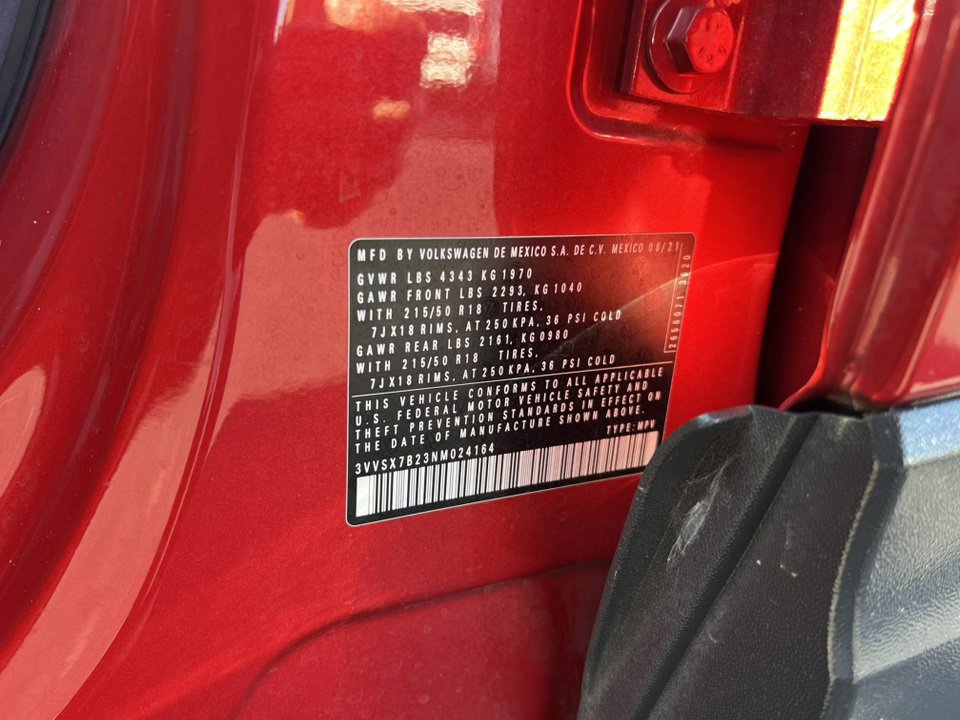 MFD BY VOLKSWAGEN DE MEXICO S.A. DE C.V. MEXICO 08/21
GVWR LBS 4343 KG 1970
GAWR FRONT LBS 2293, KG 1040
WITH 215/50 R18 TIRES,
7JX18 RIMS, AT 250 KPA, 36 PSI COLD
GAWR REAR LBS 2161, KG 0980
WITH 215/50 R18 TIRES,
7JX18 RIMS, AT 250 KPA, 36 PSI COLD
THIS VEHICLE CONFORMS TO ALL APPLICABLE
U.S. FEDERAL MOTOR VEHICLE SAFETY AND
THEFT PREVENTION STANDARDS IN EFFECT ON
THE DATE OF MANUFACTURE SHOWN ABOVE.
TYPE:MPV
3VVSX7B23NM024164